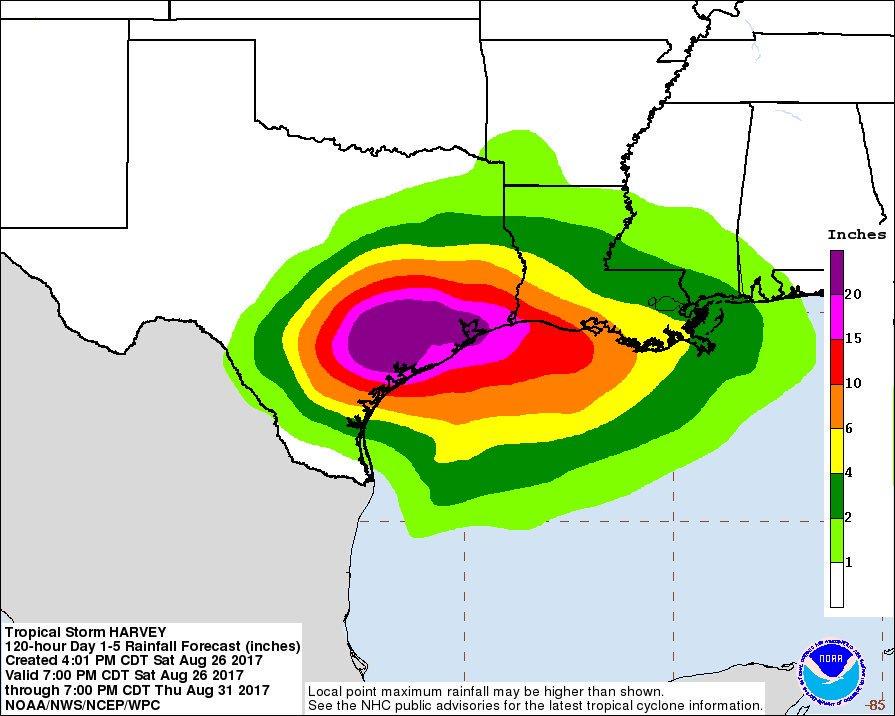 Inches
20
15
10
6
4
2
1
Tropical Storm HARVEY
120-hour Day 1-5 Rainfall Forecast (inches)
Created 4:01 PM CDT Sat Aug 26 2017
Valid 7:00 PM CDT Sat Aug 26 2017
through 7:00 PM CDT Thu Aug 31 2017
NOAA/NWS/NCEP/WPC
Local point maximum rainfall may be higher than shown.
See the NHC public advisories for the latest tropical cyclone information.
NOAA
-85